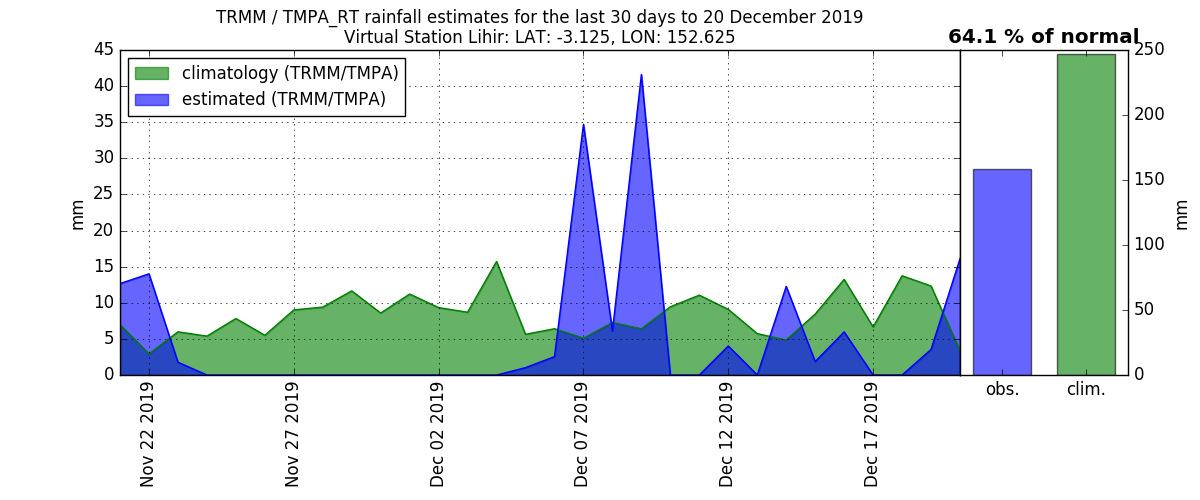 TRMM / TMPA_RT rainfall estimates for the last 30 days to 20 December 2019
Virtual Station Lihir: LAT: -3.125, LON: 152.625
64.1 % of normal
climatology (TRMM/TMPA)
estimated (TRMM/TMPA)
mm
45
40
35
30
25
20
15
10
5
0
Nov 22 2019
Nov 27 2019
Dec 02 2019
Dec 07 2019
Dec 12 2019
Dec 17 2019
obs.
clim.
250
200
150
100
50
0
mm